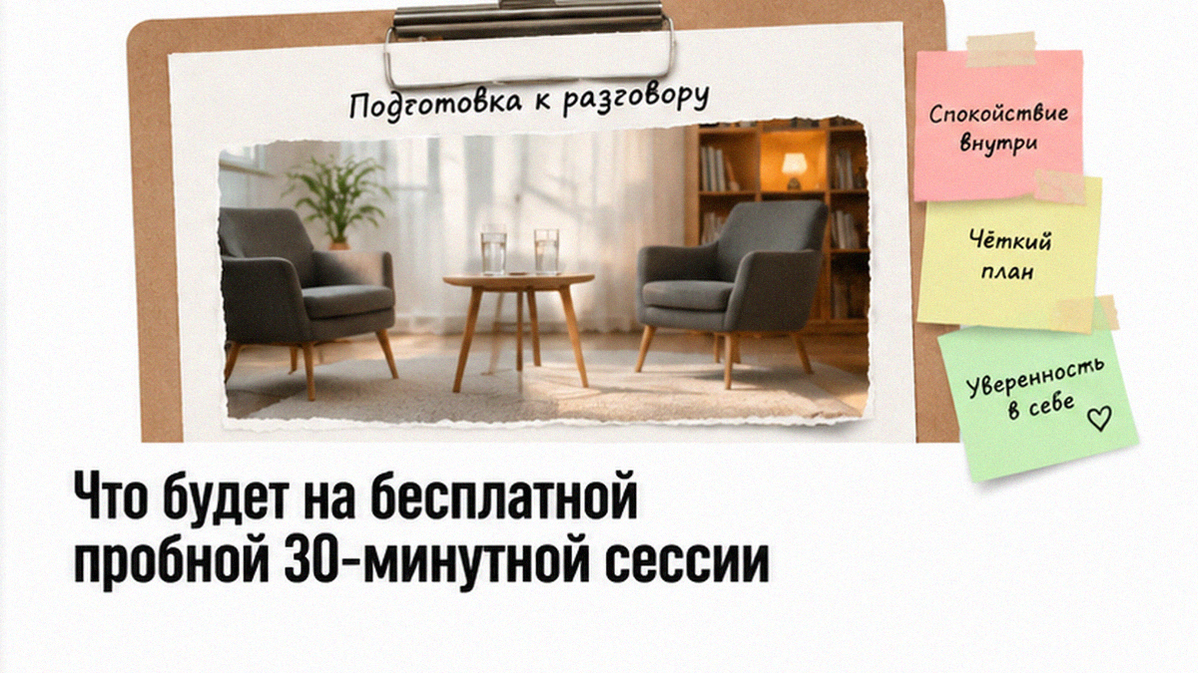 Подготовка к разговору
Спокойствие
внутри
Чёткий
план
Уверенность
в себе
Что будет на бесплатной
пробной 30-минутной сессии